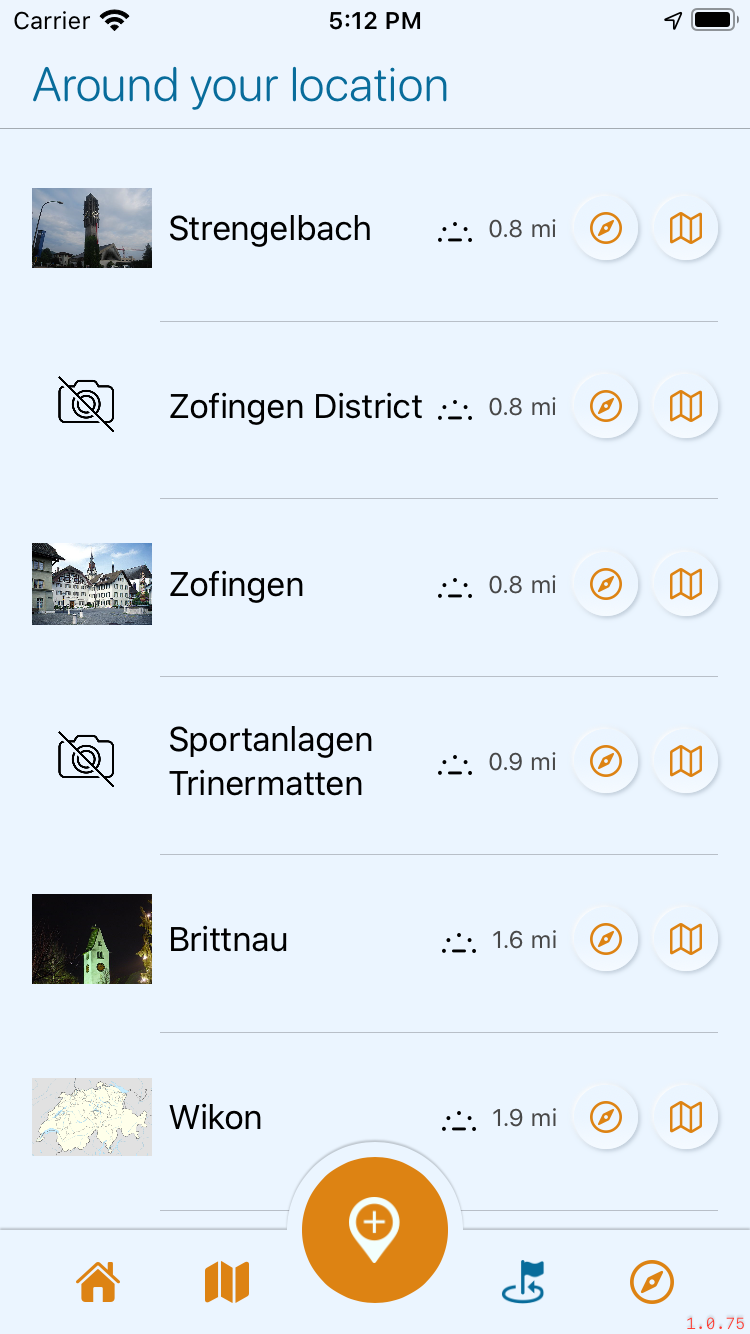 Carrier 5:12 PM
Around your location
Strengelbach 0.8 mi
Zofingen District 0.8 mi
Zofingen 0.8 mi
Sportanlagen
Trinermatten 0.9 mi
Brittnau 1.6 mi
Wikon 1.9 mi
1.0.75